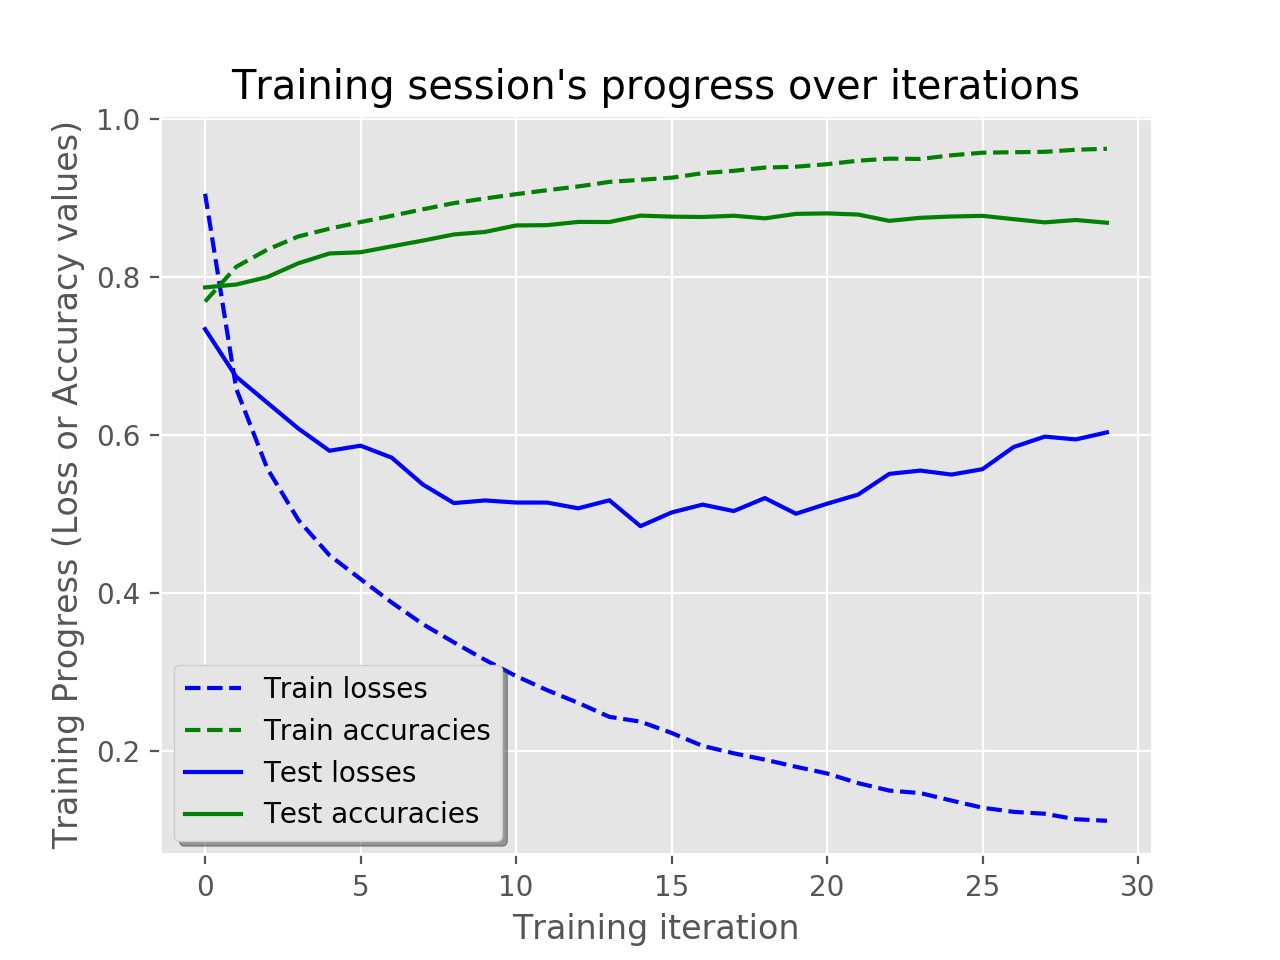 Training session's progress over iterations
Training Progress (Loss or Accuracy values)
1.0
0.8
0.6
0.4
0.2
Train losses
Train accuracies
Test losses
Test accuracies
0 5 10 15 20 25 30
Training iteration